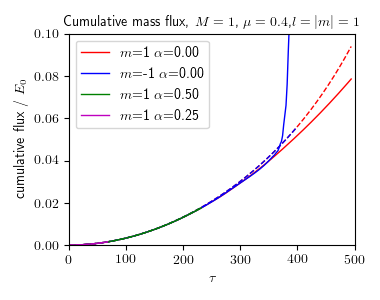 Cumulative mass flux, M = 1, μ = 0.4,l = |m| = 1
cumulative flux / E₀
0.10
0.08
0.06
0.04
0.02
0.00
m=1 α=0.00
m=-1 α=0.00
m=1 α=0.50
m=1 α=0.25
0 100 200 300 400 500
τ